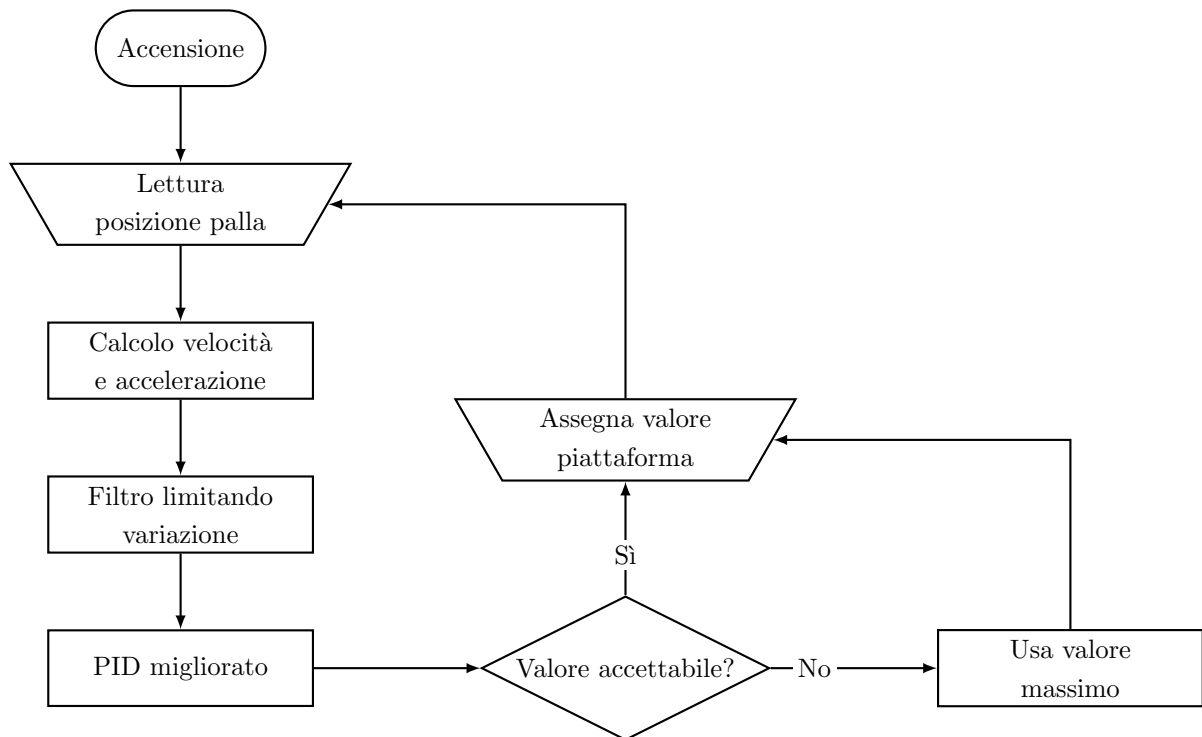 Accensione
Lettura
posizione palla
Calcolo velocità
e accelerazione
Filtro limitando
variazione
PID migliorato
Valore accettabile?
Sì
Assegna valore
piattaforma
No
Usa valore
massimo